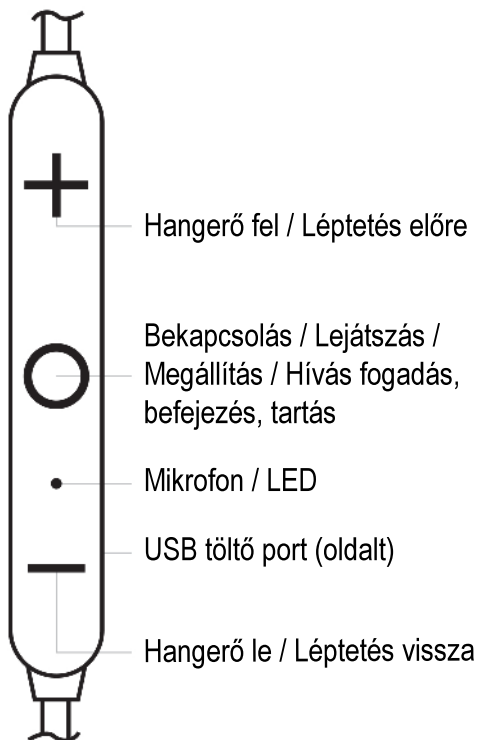 Hangerő fel / Léptetés előre
Bekapcsolás / Lejátszás /
Megállítás / Hívás fogadás,
befejezés, tartás
Mikrofon / LED
USB töltő port (oldalt)
Hangerő le / Léptetés vissza